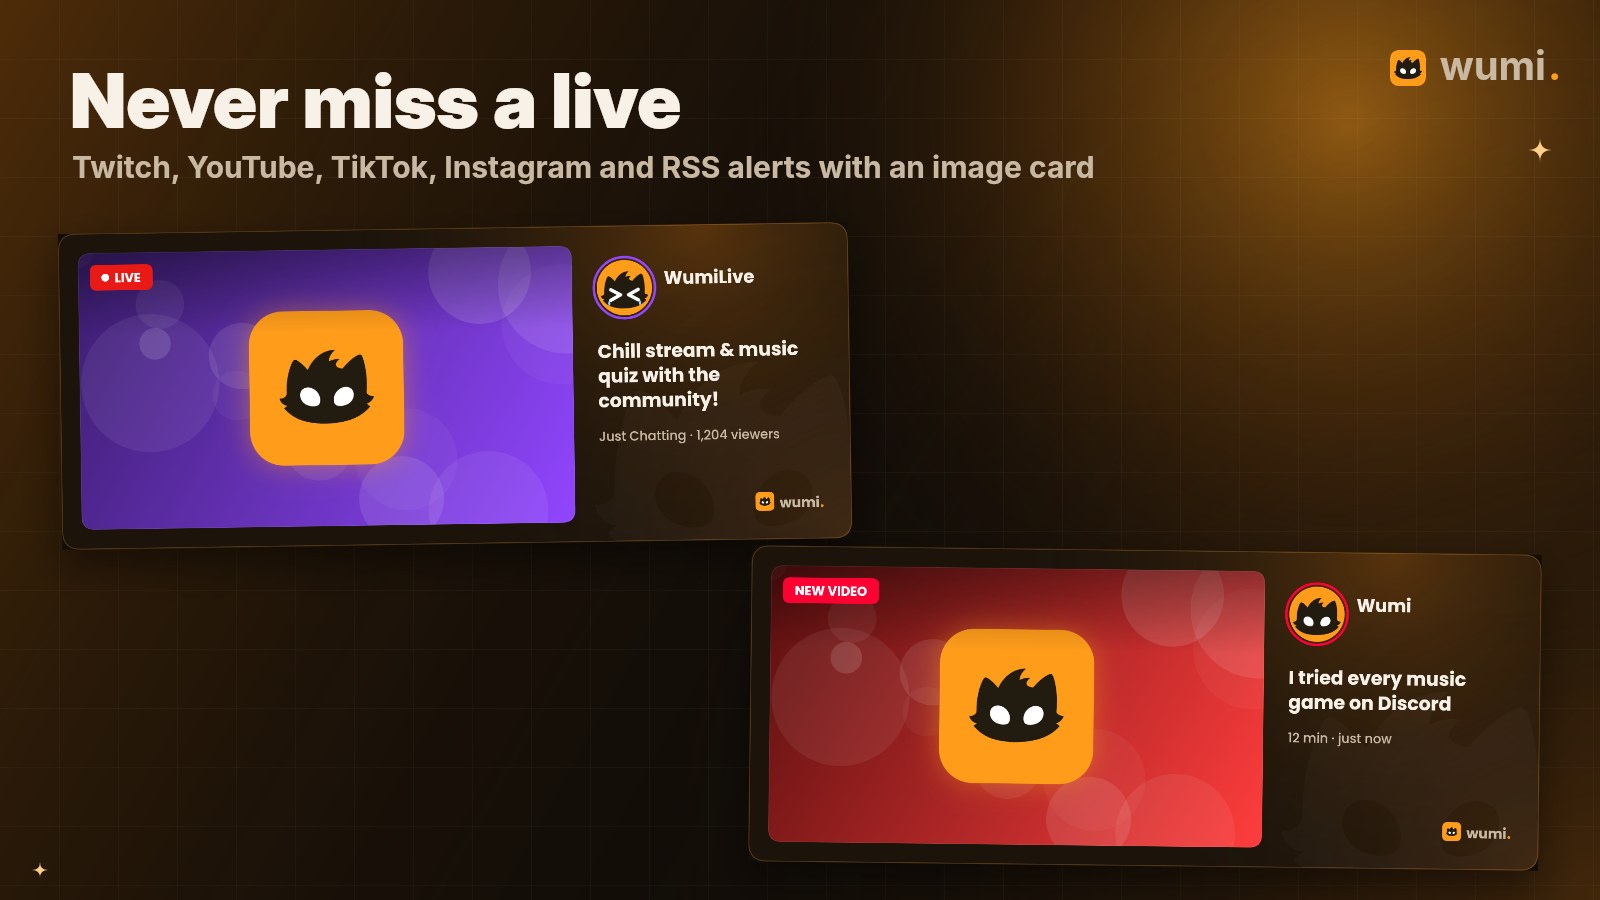 Never miss a live
Twitch, YouTube, TikTok, Instagram and RSS alerts with an image card
wumi.
LIVE
WumiLive
Chill stream & music
quiz with the
community!
Just Chatting · 1,204 viewers
wumi.
NEW VIDEO
Wumi
I tried every music
game on Discord
12 min · just now
wumi.